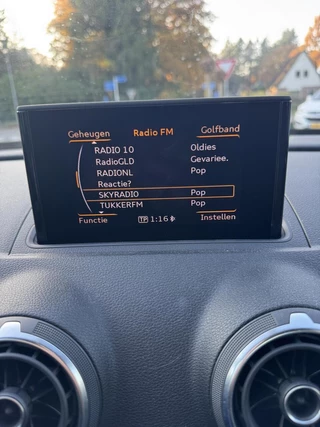 Geheugen Radio FM Golfband
RADIO 10 Oldies
RadioGLD Gevariee.
RADIONL Pop
Reactie?
SKYRADIO Pop
TUKKERFM Pop
Functie TP 1:16 Instellen